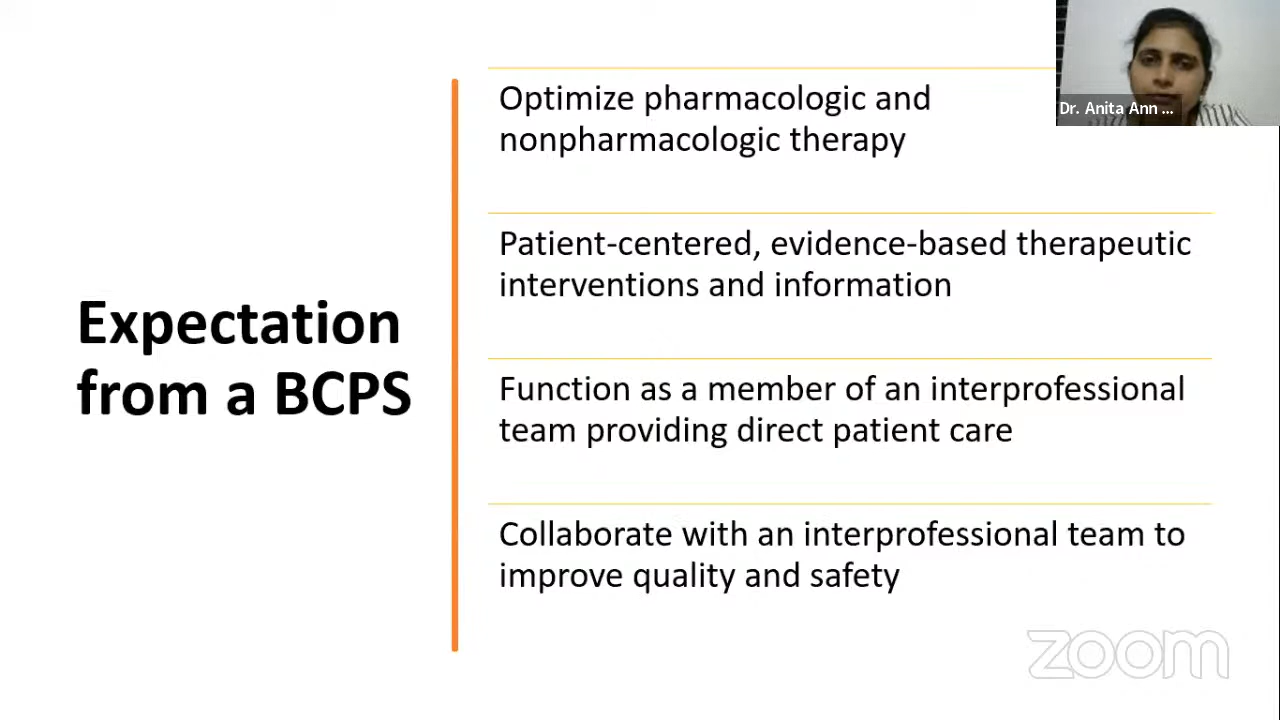 Expectation
from a BCPS
Optimize pharmacologic and
nonpharmacologic therapy
Patient-centered, evidence-based therapeutic
interventions and information
Function as a member of an interprofessional
team providing direct patient care
Collaborate with an interprofessional team to
improve quality and safety
Dr. Anita Ann ...
zoom